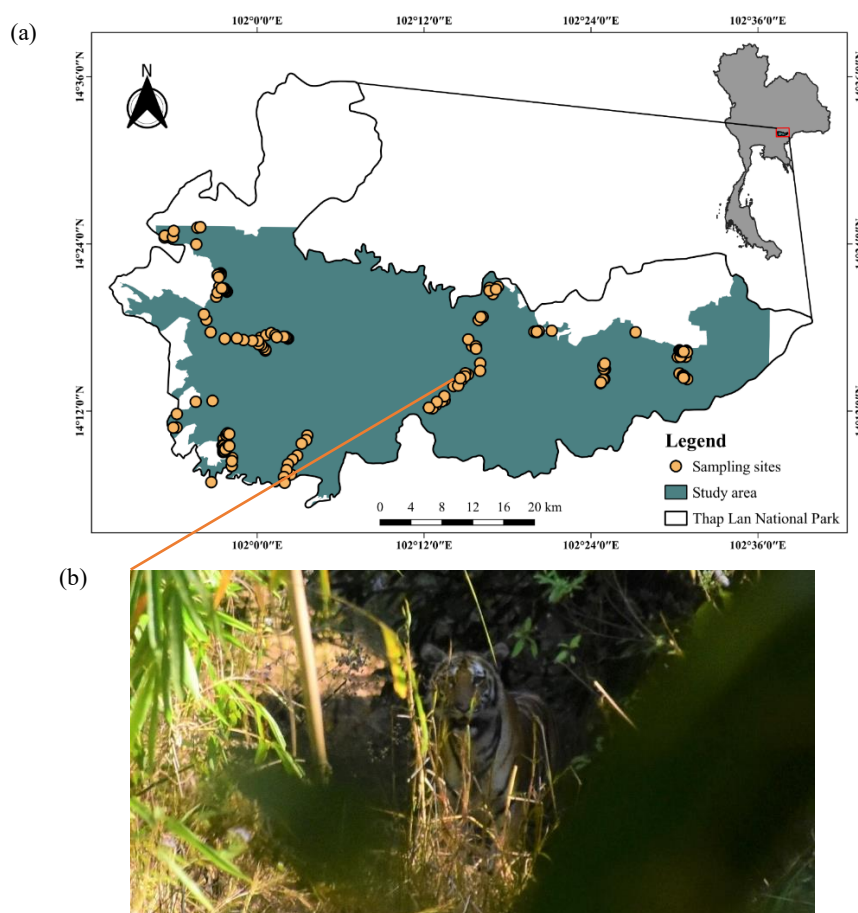 (a)
102°0'0"E 102°12'0"E 102°24'0"E 102°36'0"E
14°36'0"N
N
14°24'0"N
14°12'0"N
Legend
Sampling sites
Study area
Thap Lan National Park
0 4 8 12 16 20 km
102°0'0"E 102°12'0"E 102°24'0"E 102°36'0"E
(b)